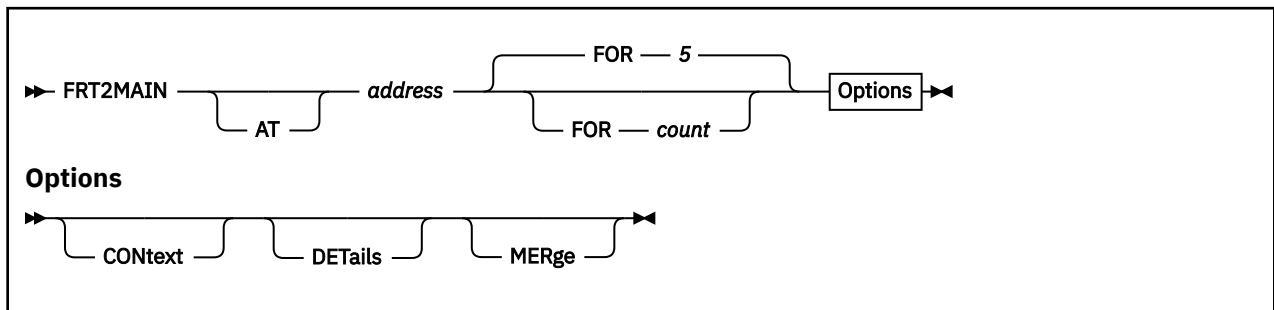 FOR 5
FRT2MAIN address Options
AT FOR count
Options
CONtext DETails MERge